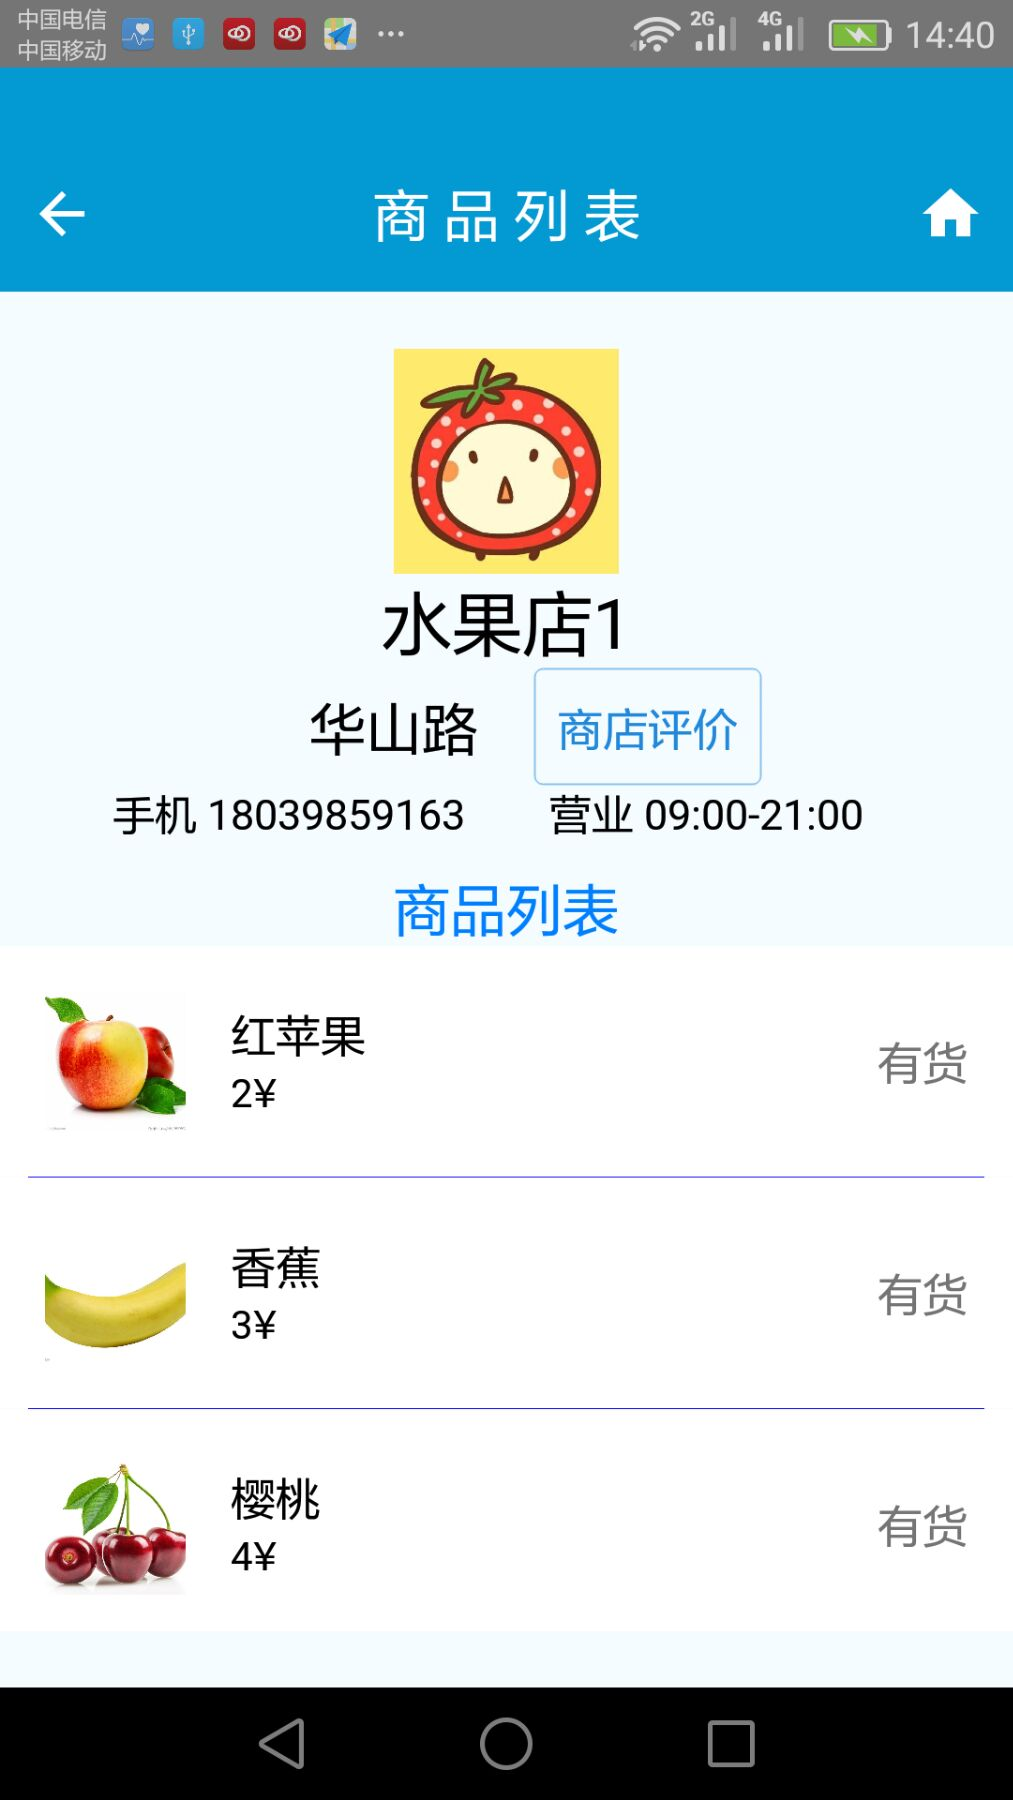 中国电信
中国移动
2G 4G 14:40
商品列表
水果店1
华山路 商店评价
手机 18039859163 营业 09:00-21:00
商品列表
红苹果
2¥
有货
香蕉
3¥
有货
樱桃
4¥
有货